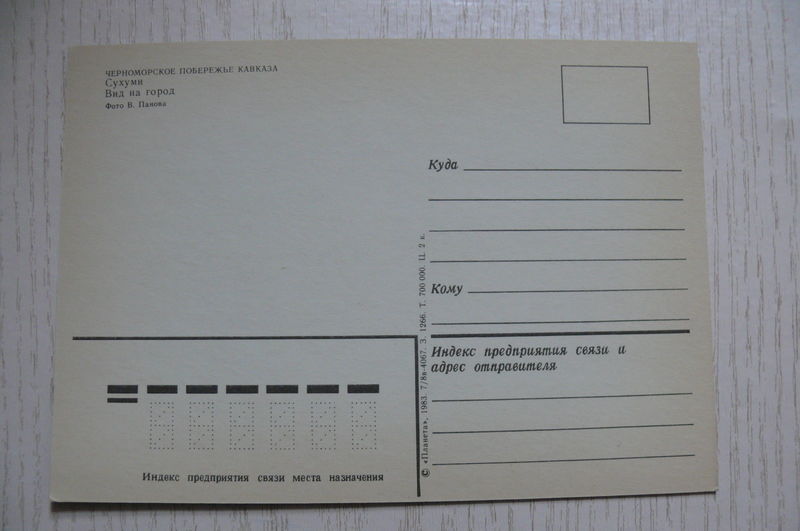 ЧЕРНОМОРСКОЕ ПОБЕРЕЖЬЕ КАВКАЗА
Сухуми
Вид на город
Фото В. Панова
Куда
Кому
Индекс предприятия связи и
адрес отправителя
© «Планета», 1983. 7/8в-4067. З. 1266. Т. 700 000. Ц. 2 к.
Индекс предприятия связи места назначения